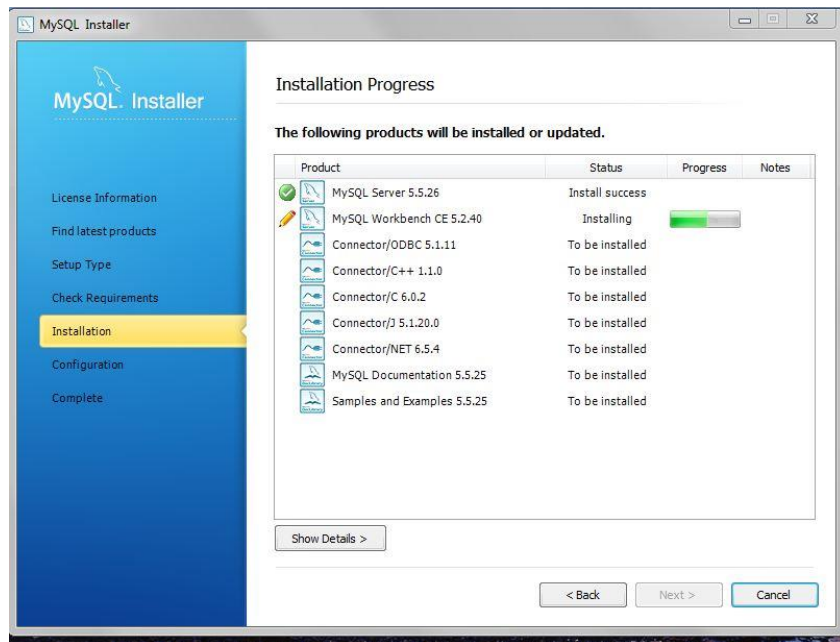 MySQL Installer
MySQL. Installer
License Information
Find latest products
Setup Type
Check Requirements
Installation
Configuration
Complete
Installation Progress
The following products will be installed or updated.
Product Status Progress Notes
MySQL Server 5.5.26 Install success
MySQL Workbench CE 5.2.40 Installing
Connector/ODBC 5.1.11 To be installed
Connector/C++ 1.1.0 To be installed
Connector/C 6.0.2 To be installed
Connector/J 5.1.20.0 To be installed
Connector/NET 6.5.4 To be installed
MySQL Documentation 5.5.25 To be installed
Samples and Examples 5.5.25 To be installed
Show Details >
< Back Next > Cancel